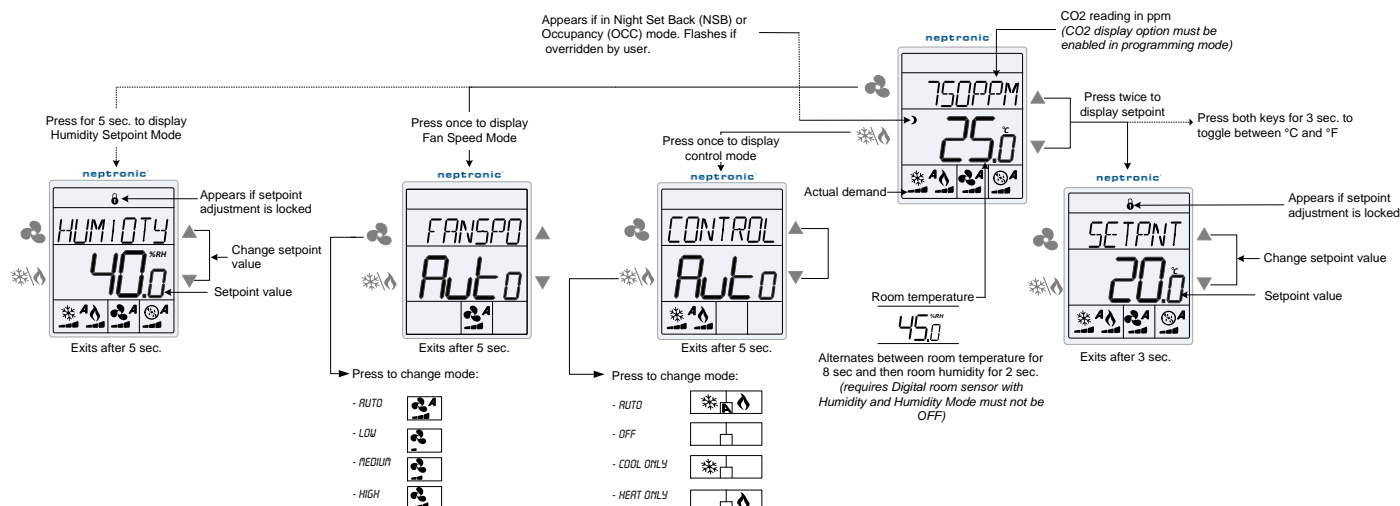 Appears if in Night Set Back (NSB) or
Occupancy (OCC) mode. Flashes if
overridden by user.
CO2 reading in ppm
(CO2 display option must be
enabled in programming mode)
neptronic
750PPM
25.0 °C
A
A
A
Actual demand
Press twice to
display setpoint
Press both keys for 3 sec. to
toggle between °C and °F
Press for 5 sec. to display
Humidity Setpoint Mode
neptronic
Appears if setpoint
adjustment is locked
HUMIDTY
40.0 %RH
Change setpoint
value
Setpoint value
A
A
A
Exits after 5 sec.
Press once to display
Fan Speed Mode
neptronic
FANSPD
Auto
A
Exits after 5 sec.
Press to change mode:
- AUTO
A
- LOW
- MEDIUM
- HIGH
Press once to display
control mode
neptronic
CONTROL
Auto
A
Exits after 5 sec.
Press to change mode:
- AUTO
A
- OFF
- COOL ONLY
- HEAT ONLY
Room temperature
45.0 %RH
Alternates between room temperature for
8 sec and then room humidity for 2 sec.
(requires Digital room sensor with
Humidity and Humidity Mode must not be
OFF)
neptronic
Appears if setpoint
adjustment is locked
SETPNT
20.0 °C
Change setpoint value
Setpoint value
A
A
A
Exits after 3 sec.